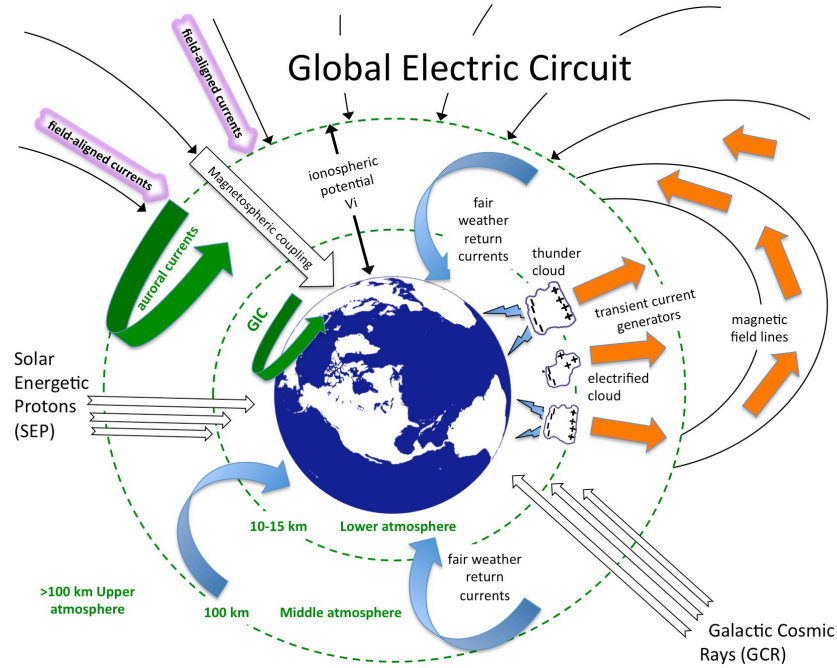 Global Electric Circuit
field-aligned currents
field-aligned currents
Magnetospheric coupling
ionospheric
potential
Vi
fair
weather
return
currents
thunder
cloud
auroral currents
GIC
transient current
generators
magnetic
field lines
electrified
cloud
Solar
Energetic
Protons
(SEP)
10-15 km
Lower atmosphere
fair weather
return
currents
>100 km Upper
atmosphere
100 km
Middle atmosphere
Galactic Cosmic
Rays (GCR)